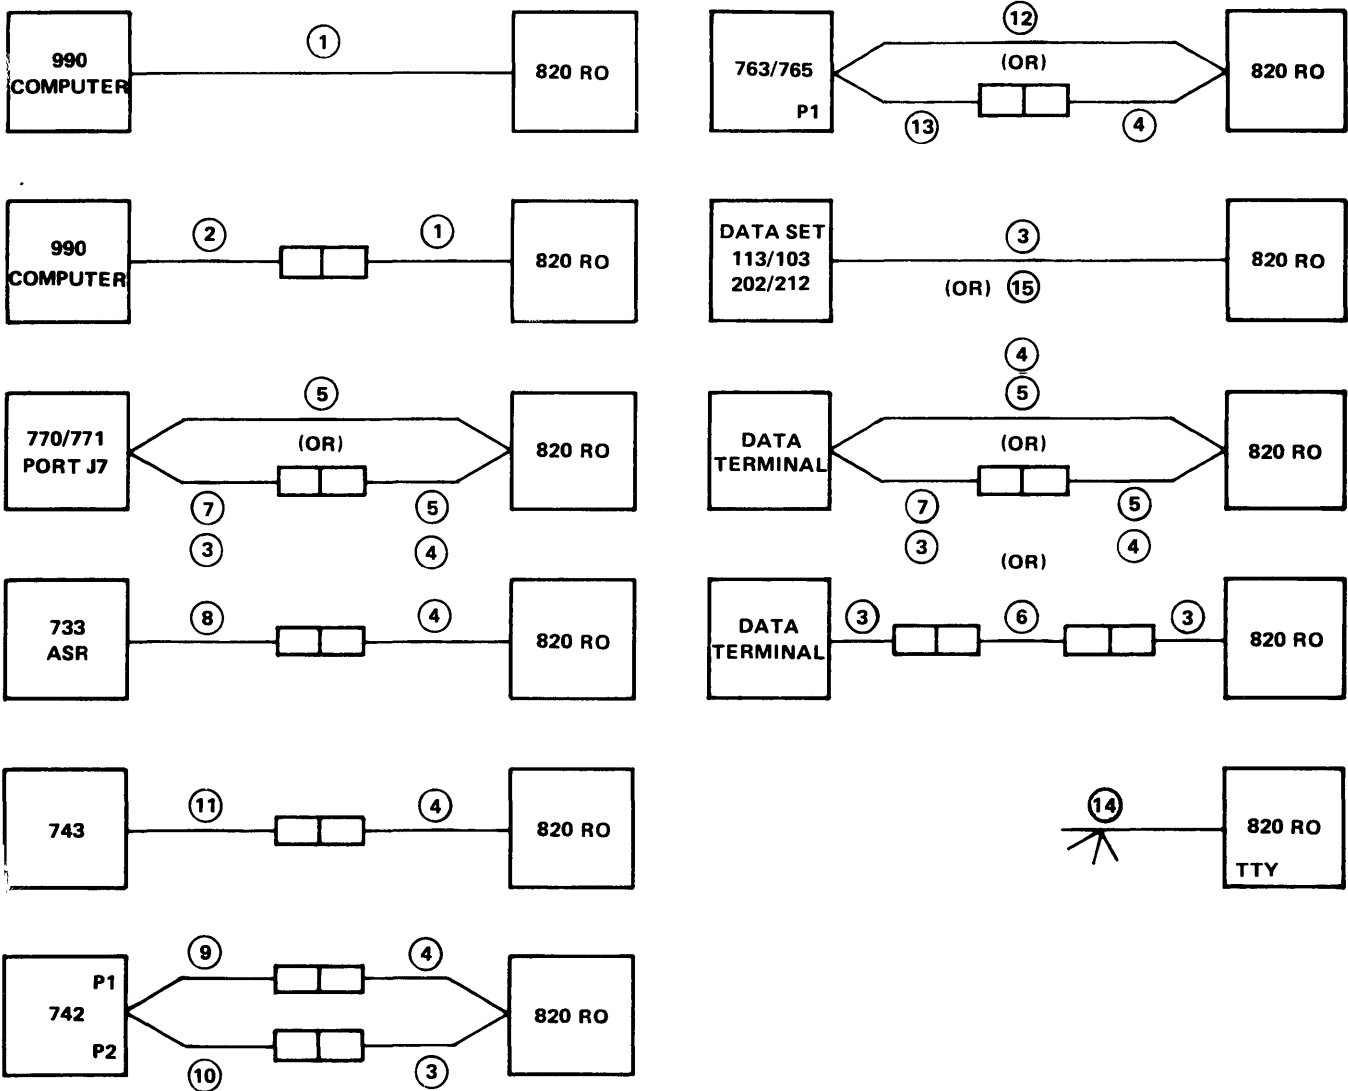 990
COMPUTER
1
820 RO
990
COMPUTER
2
1
820 RO
770/771
PORT J7
5
(OR)
7
3
5
4
820 RO
733
ASR
8
4
820 RO
743
11
4
820 RO
P1
742
P2
9
4
10
3
820 RO
763/765
P1
12
(OR)
13
4
820 RO
DATA SET
113/103
202/212
3
(OR) 15
820 RO
DATA
TERMINAL
4
5
(OR)
7
3
5
4
820 RO
(OR)
DATA
TERMINAL
3
6
3
820 RO
14
820 RO
TTY